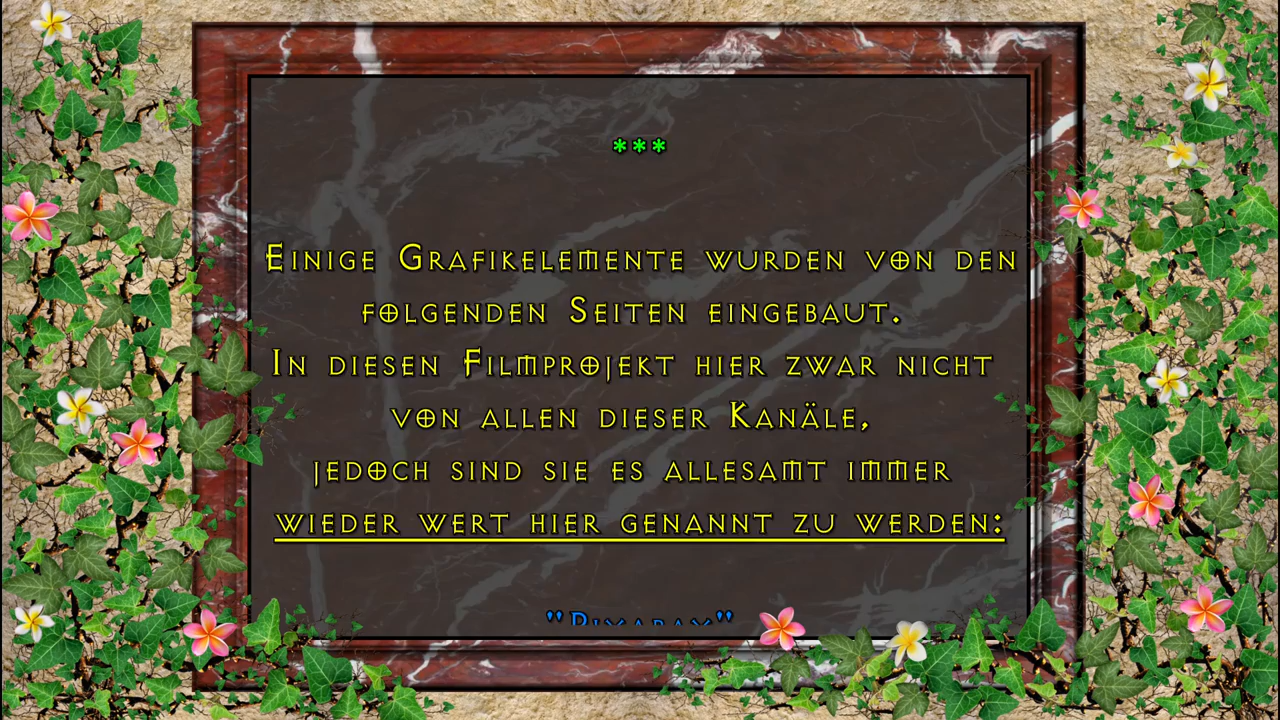 ***
Einige Grafikelemente wurden von den
folgenden Seiten eingebaut.
In diesen Filmprojekt hier zwar nicht
von allen dieser Kanäle,
jedoch sind sie es allesamt immer
wieder wert hier genannt zu werden:
"Pixabay"